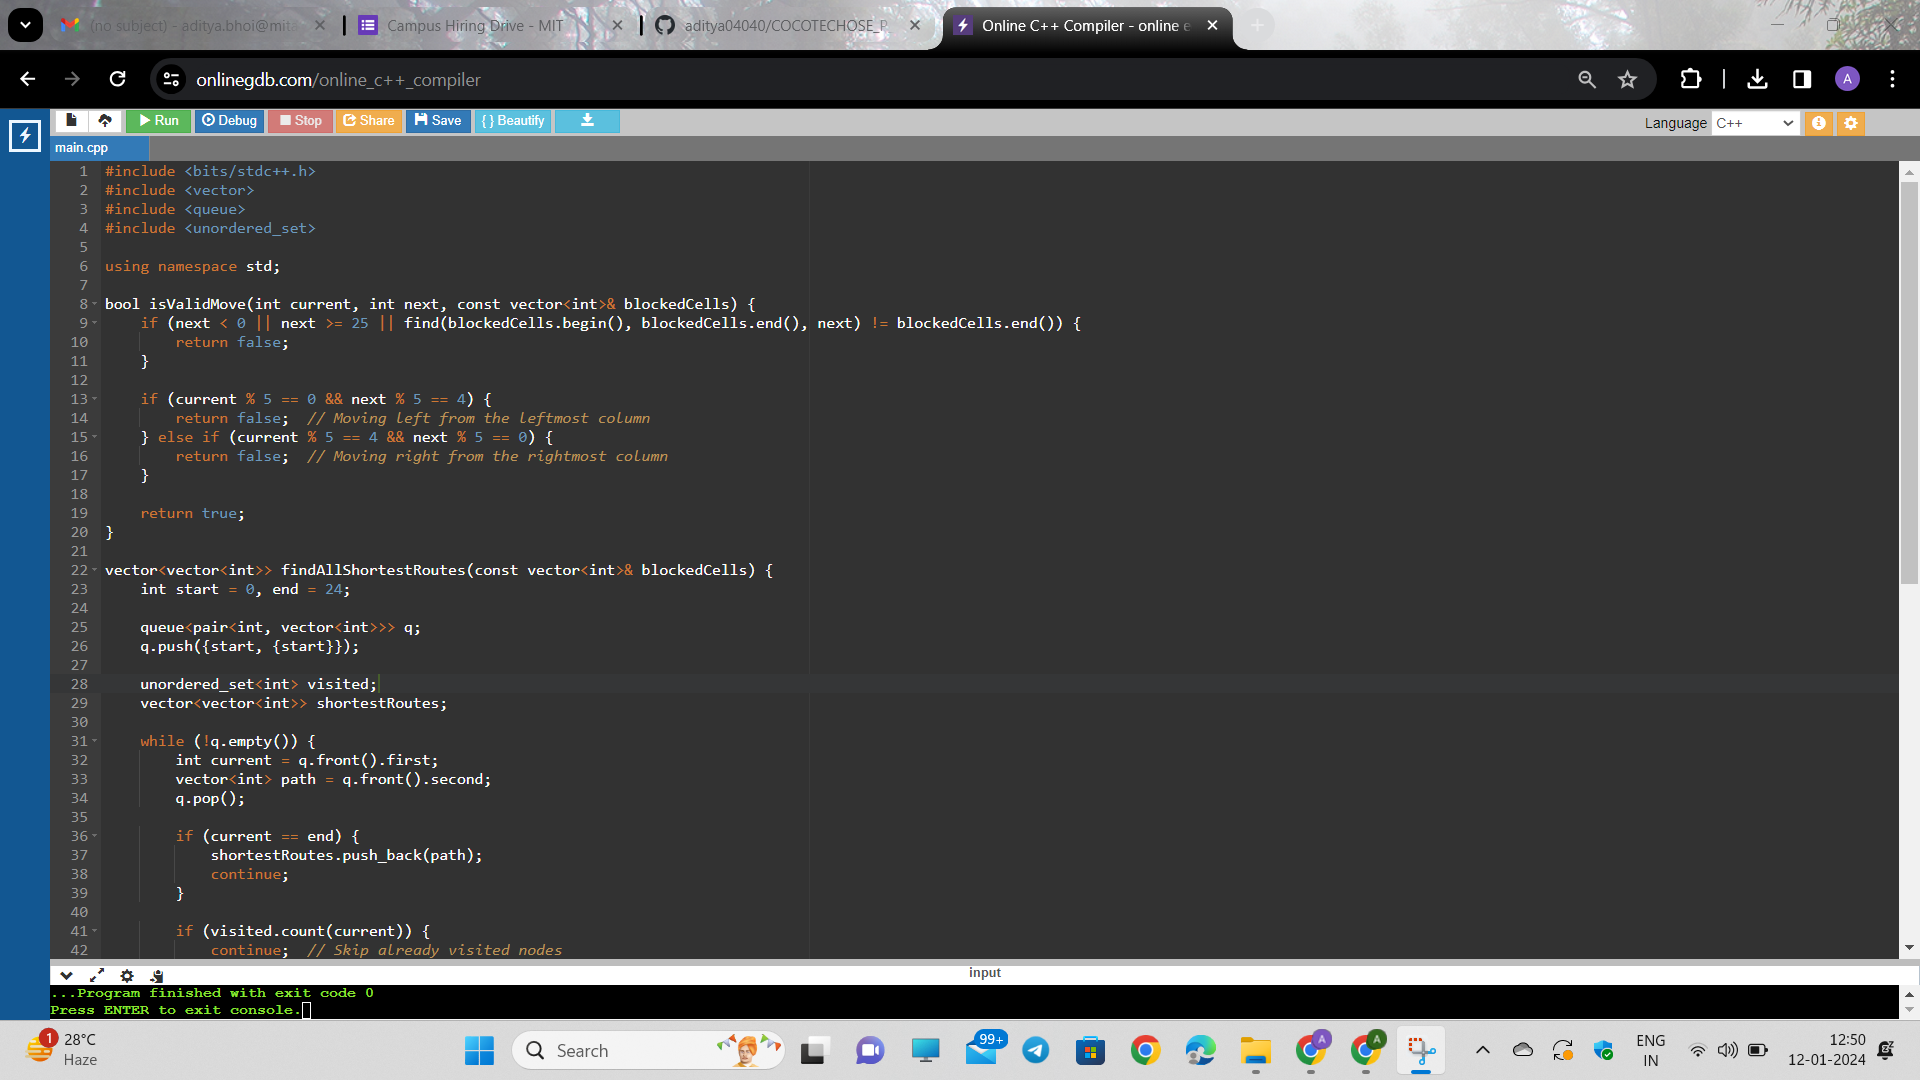 (no subject) - aditya.bhoi@mita
Campus Hiring Drive - MIT
aditya04040/COCOTECHOSE_P
Online C++ Compiler - online e
onlinegdb.com/online_c++_compiler
A
Run
Debug
Stop
Share
Save
{ } Beautify
Language C++
main.cpp
1 #include <bits/stdc++.h>
2 #include <vector>
3 #include <queue>
4 #include <unordered_set>
5
6 using namespace std;
7
8 bool isValidMove(int current, int next, const vector<int>& blockedCells) {
9 if (next < 0 || next >= 25 || find(blockedCells.begin(), blockedCells.end(), next) != blockedCells.end()) {
10 return false;
11 }
12
13 if (current % 5 == 0 && next % 5 == 4) {
14 return false; // Moving left from the leftmost column
15 } else if (current % 5 == 4 && next % 5 == 0) {
16 return false; // Moving right from the rightmost column
17 }
18
19 return true;
20 }
21
22 vector<vector<int>> findAllShortestRoutes(const vector<int>& blockedCells) {
23 int start = 0, end = 24;
24
25 queue<pair<int, vector<int>>> q;
26 q.push({start, {start}});
27
28 unordered_set<int> visited;
29 vector<vector<int>> shortestRoutes;
30
31 while (!q.empty()) {
32 int current = q.front().first;
33 vector<int> path = q.front().second;
34 q.pop();
35
36 if (current == end) {
37 shortestRoutes.push_back(path);
38 continue;
39 }
40
41 if (visited.count(current)) {
42 continue; // Skip already visited nodes
input
...Program finished with exit code 0
Press ENTER to exit console.
1
28°C
Haze
Search
99+
A
A
ENG
IN
12:50
12-01-2024